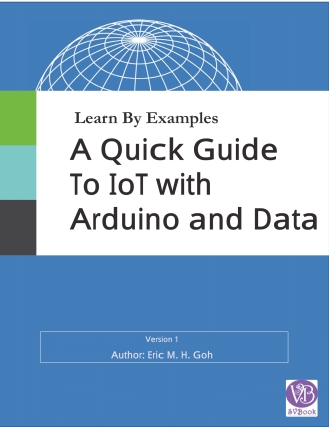 Learn By Examples
A Quick Guide
To IoT with
Arduino and Data
Version 1
Author: Eric M. H. Goh
SVBook